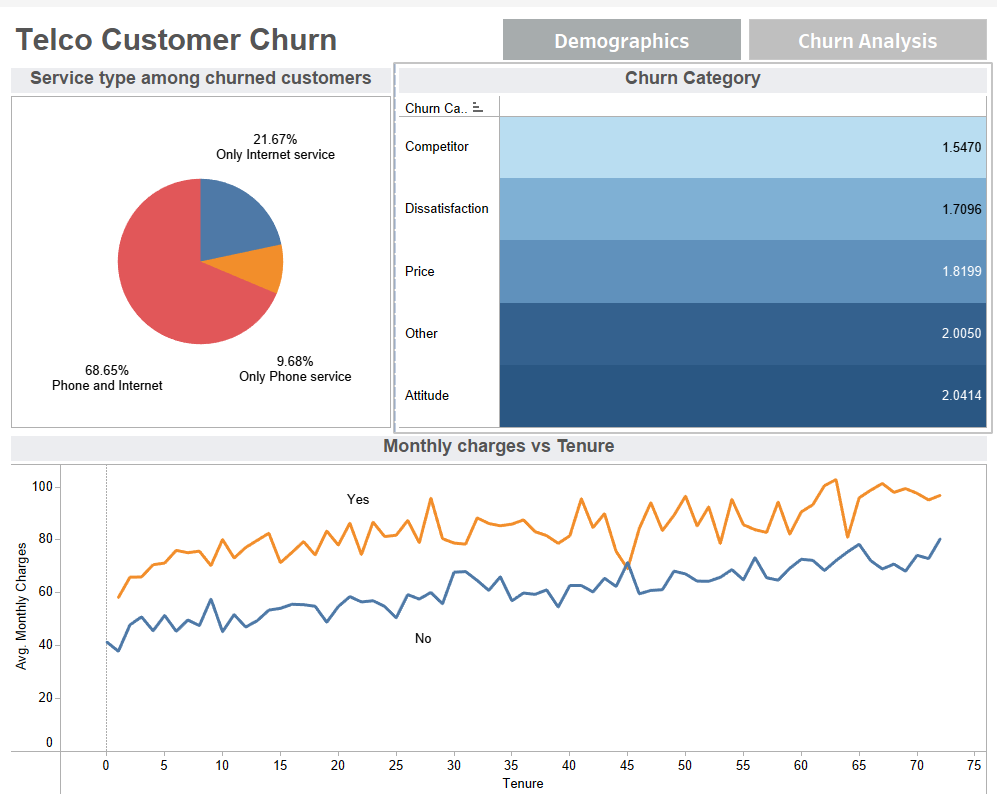 Telco Customer Churn
Demographics
Churn Analysis
Service type among churned customers
21.67%
Only Internet service
9.68%
Only Phone service
68.65%
Phone and Internet
Churn Category
Churn Ca..
Competitor 1.5470
Dissatisfaction 1.7096
Price 1.8199
Other 2.0050
Attitude 2.0414
Monthly charges vs Tenure
Avg. Monthly Charges
100
80
60
40
20
0
Yes
No
0 5 10 15 20 25 30 35 40 45 50 55 60 65 70 75
Tenure